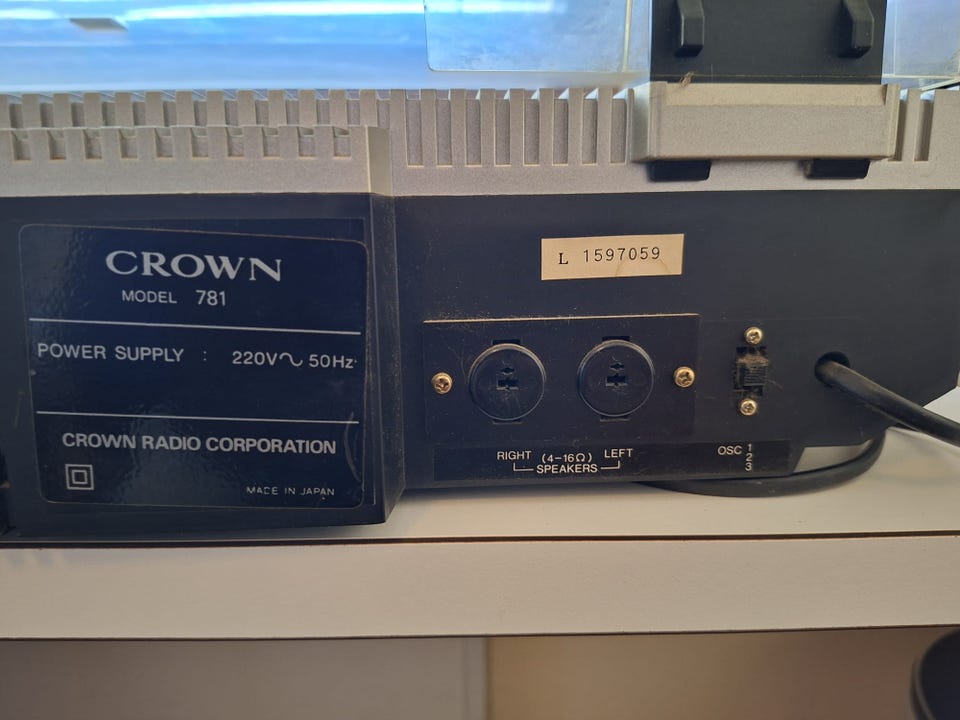 CROWN
MODEL 781
POWER SUPPLY : 220V～ 50Hz
CROWN RADIO CORPORATION
MADE IN JAPAN
L 1597059
RIGHT (4-16Ω) LEFT
SPEAKERS
OSC 1
2
3